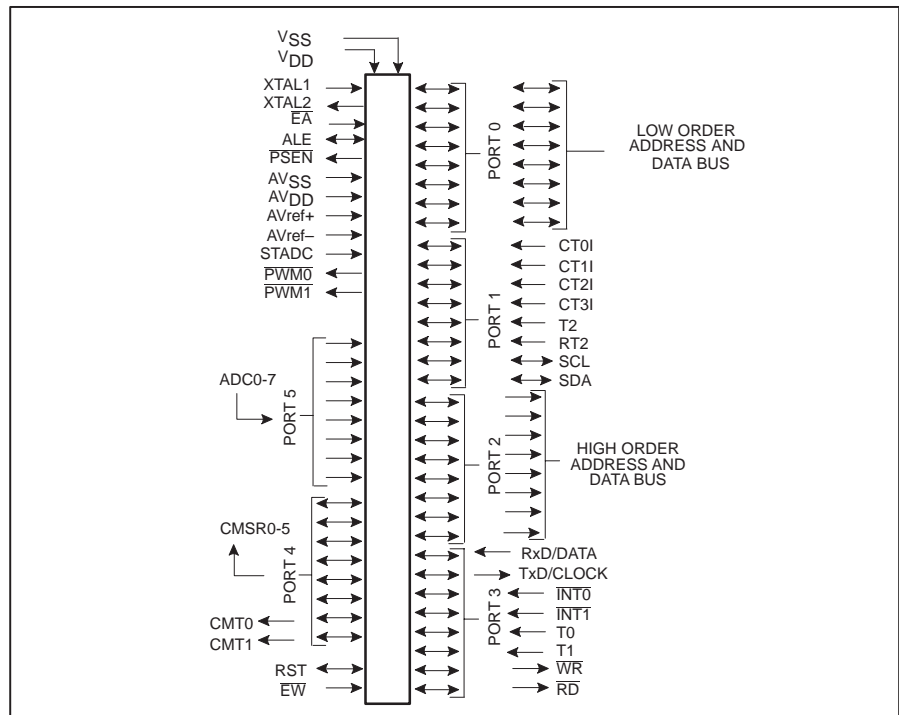 VSS
VDD
XTAL1
XTAL2
EA
ALE
PSEN
AVSS
AVDD
AVref+
AVref–
STADC
PWM0
PWM1
ADC0-7
PORT 5
CMSR0-5
PORT 4
CMT0
CMT1
RST
EW
PORT 0
LOW ORDER
ADDRESS AND
DATA BUS
PORT 1
CT0I
CT1I
CT2I
CT3I
T2
RT2
SCL
SDA
PORT 2
HIGH ORDER
ADDRESS AND
DATA BUS
PORT 3
RxD/DATA
TxD/CLOCK
INT0
INT1
T0
T1
WR
RD